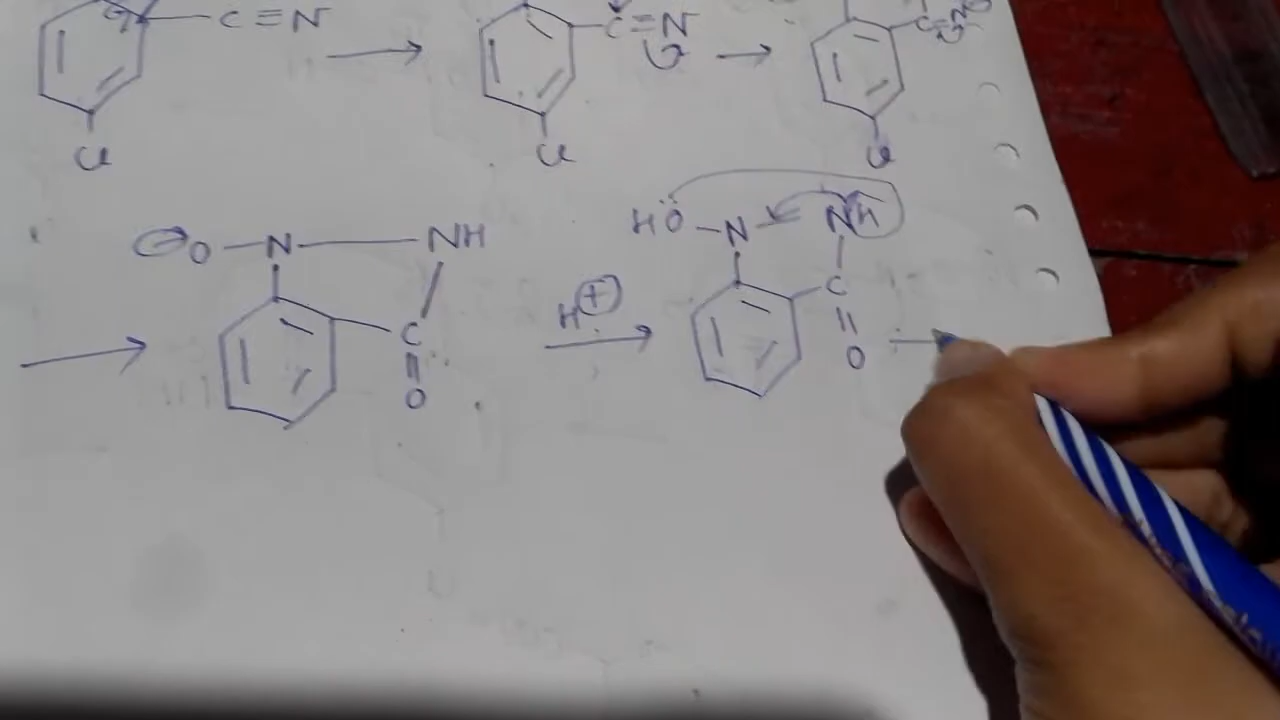 C≡N C=N C=N
Cl Cl Cl
HO N NH
⊖O N NH
H⊕
C C
O O